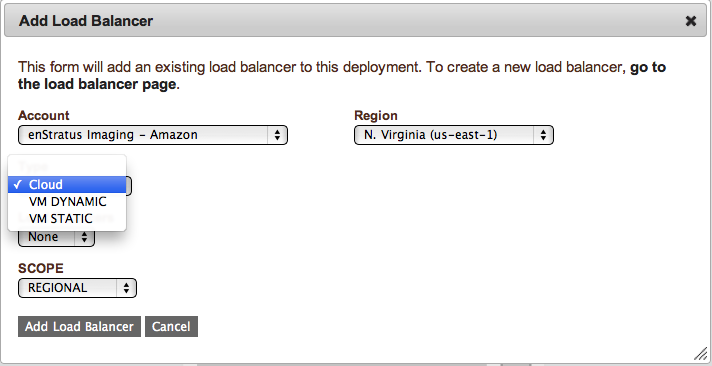 Add Load Balancer
This form will add an existing load balancer to this deployment. To create a new load balancer, go to
the load balancer page.
Account
Region
enStratus Imaging - Amazon
N. Virginia (us-east-1)
Type
✓ Cloud
VM DYNAMIC
VM STATIC
None
SCOPE
REGIONAL
Add Load Balancer
Cancel